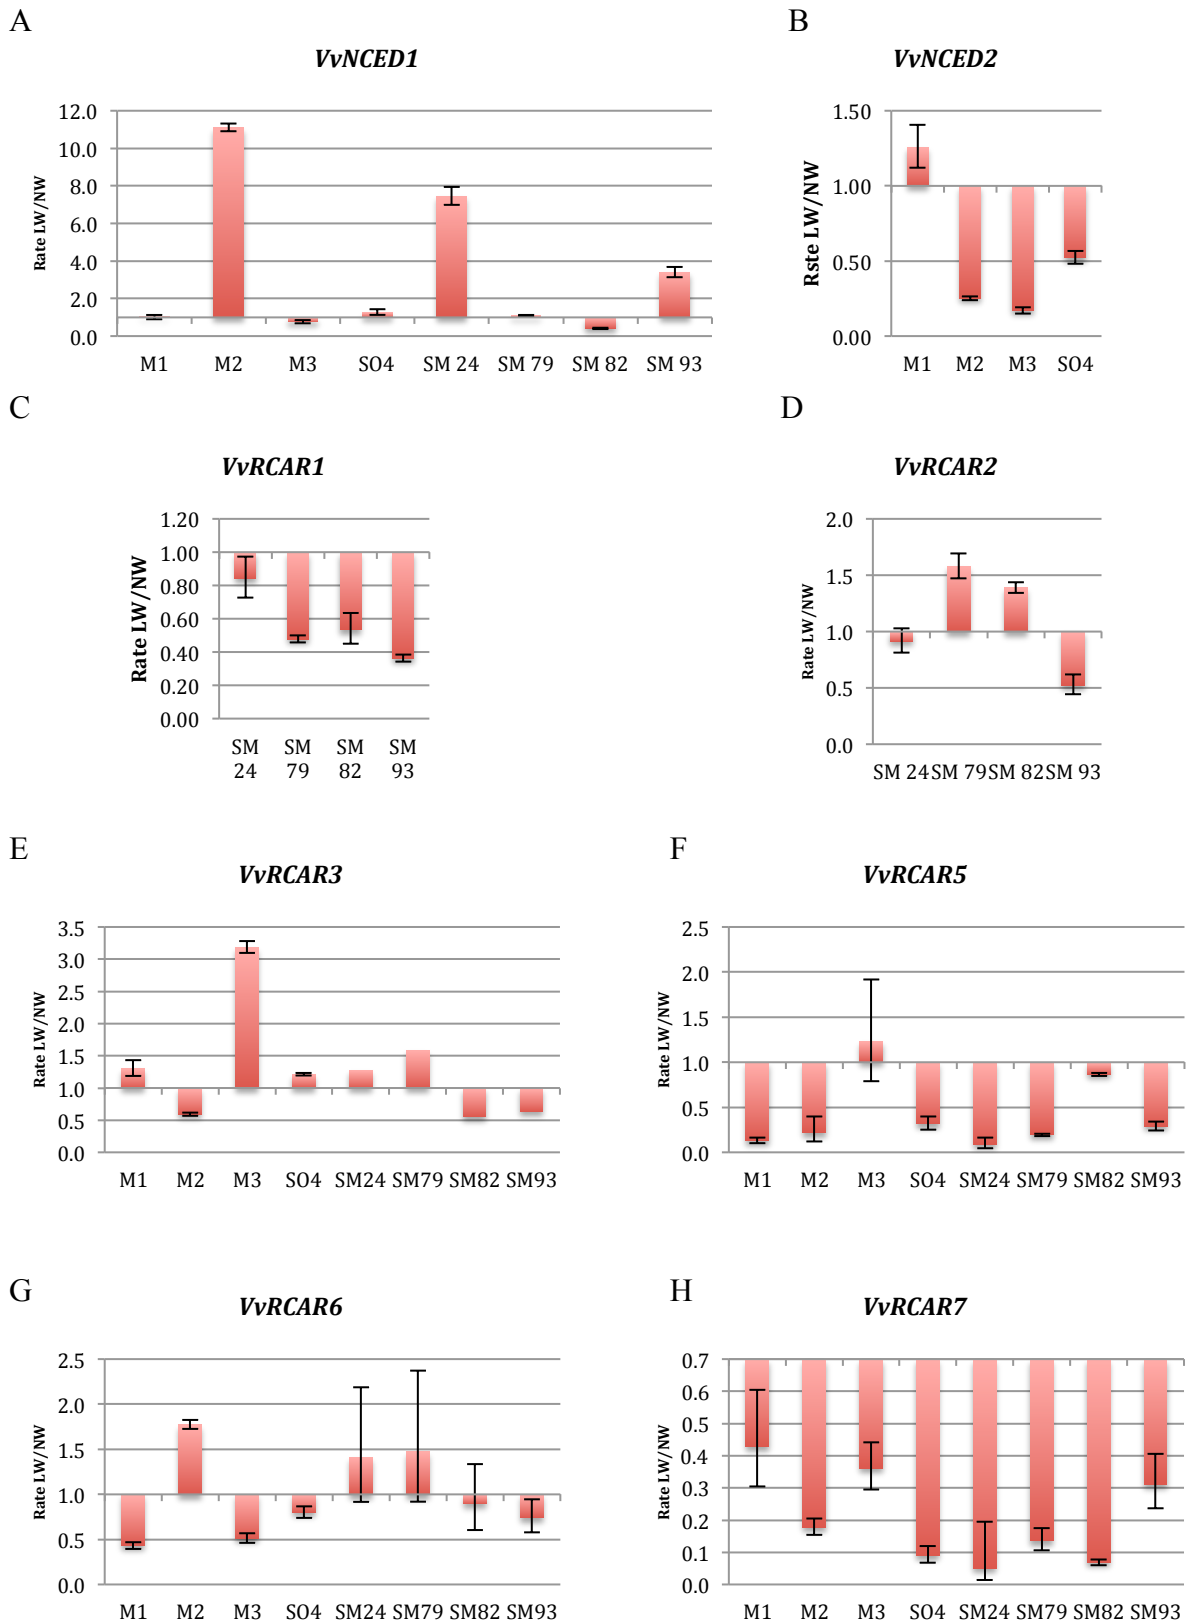 A
B
VvNCED1
VvNCED2
Rate LW/NW
12.0
10.0
8.0
6.0
4.0
2.0
0.0
M1 M2 M3 SO4 SM 24 SM 79 SM 82 SM 93
Rste LW/NW
1.50
1.00
0.50
0.00
M1 M2 M3 SO4
C
D
VvRCAR1
VvRCAR2
Rate LW/NW
1.20
1.00
0.80
0.60
0.40
0.20
0.00
SM SM SM SM
24 79 82 93
Rate LW/NW
2.0
1.5
1.0
0.5
0.0
SM 24 SM 79 SM 82 SM 93
E
F
VvRCAR3
VvRCAR5
Rate LW/NW
3.5
3.0
2.5
2.0
1.5
1.0
0.5
0.0
M1 M2 M3 SO4 SM24 SM79 SM82 SM93
Rate LW/NW
2.5
2.0
1.5
1.0
0.5
0.0
M1 M2 M3 SO4 SM24 SM79 SM82 SM93
G
H
VvRCAR6
VvRCAR7
Rate LW/NW
2.5
2.0
1.5
1.0
0.5
0.0
M1 M2 M3 SO4 SM24 SM79 SM82 SM93
Rate LW/NW
0.7
0.6
0.5
0.4
0.3
0.2
0.1
0.0
M1 M2 M3 SO4 SM24 SM79 SM82 SM93